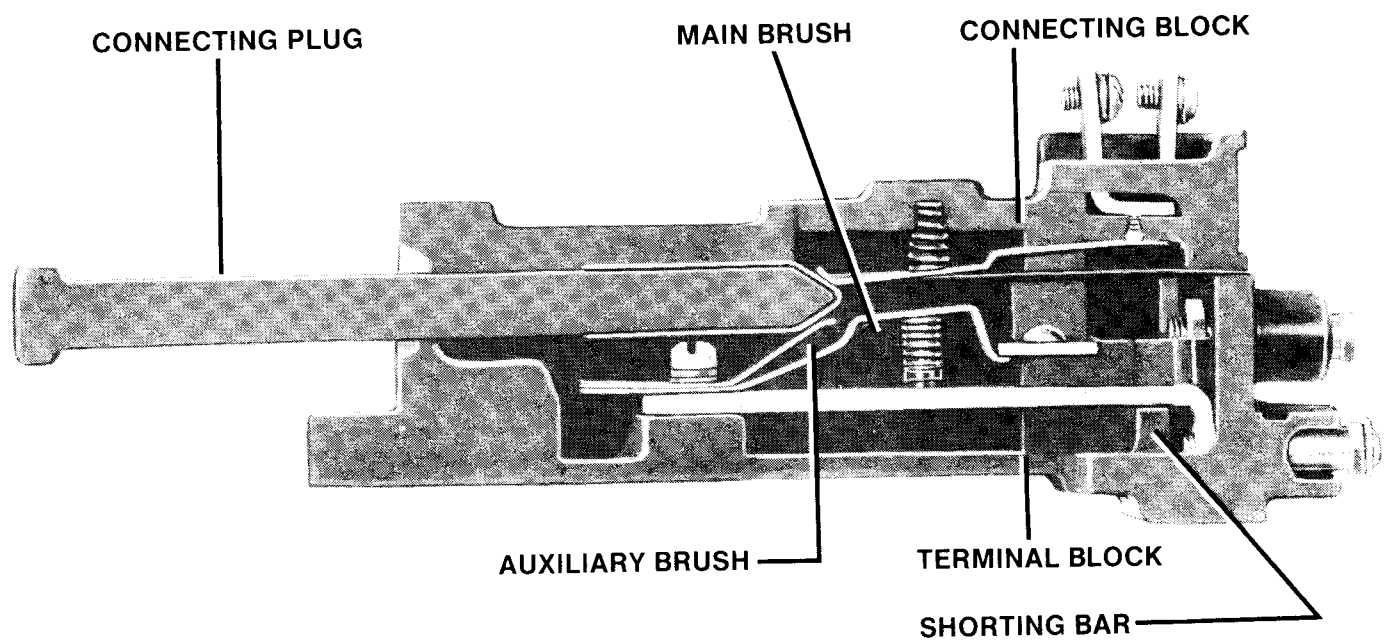 CONNECTING PLUG
MAIN BRUSH
CONNECTING BLOCK
AUXILIARY BRUSH
TERMINAL BLOCK
SHORTING BAR